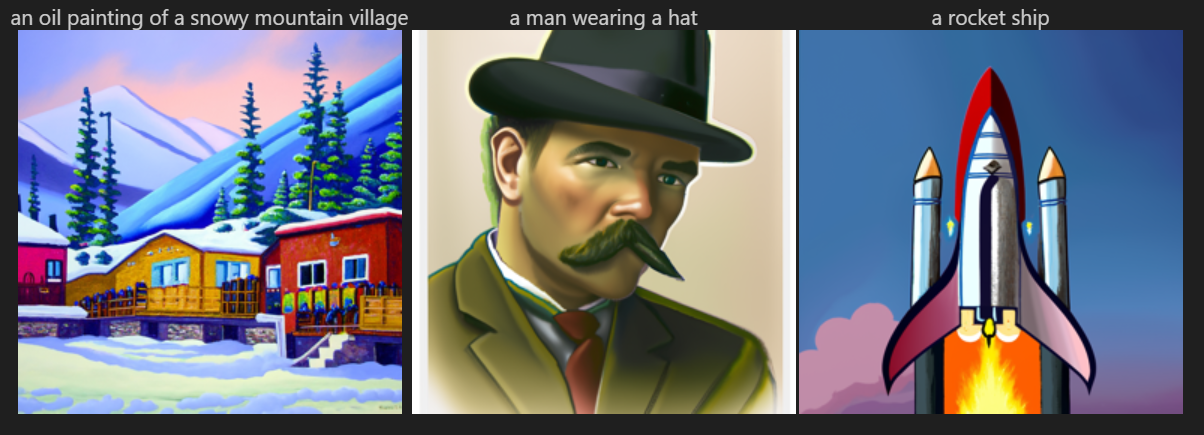 an oil painting of a snowy mountain village
a man wearing a hat
a rocket ship